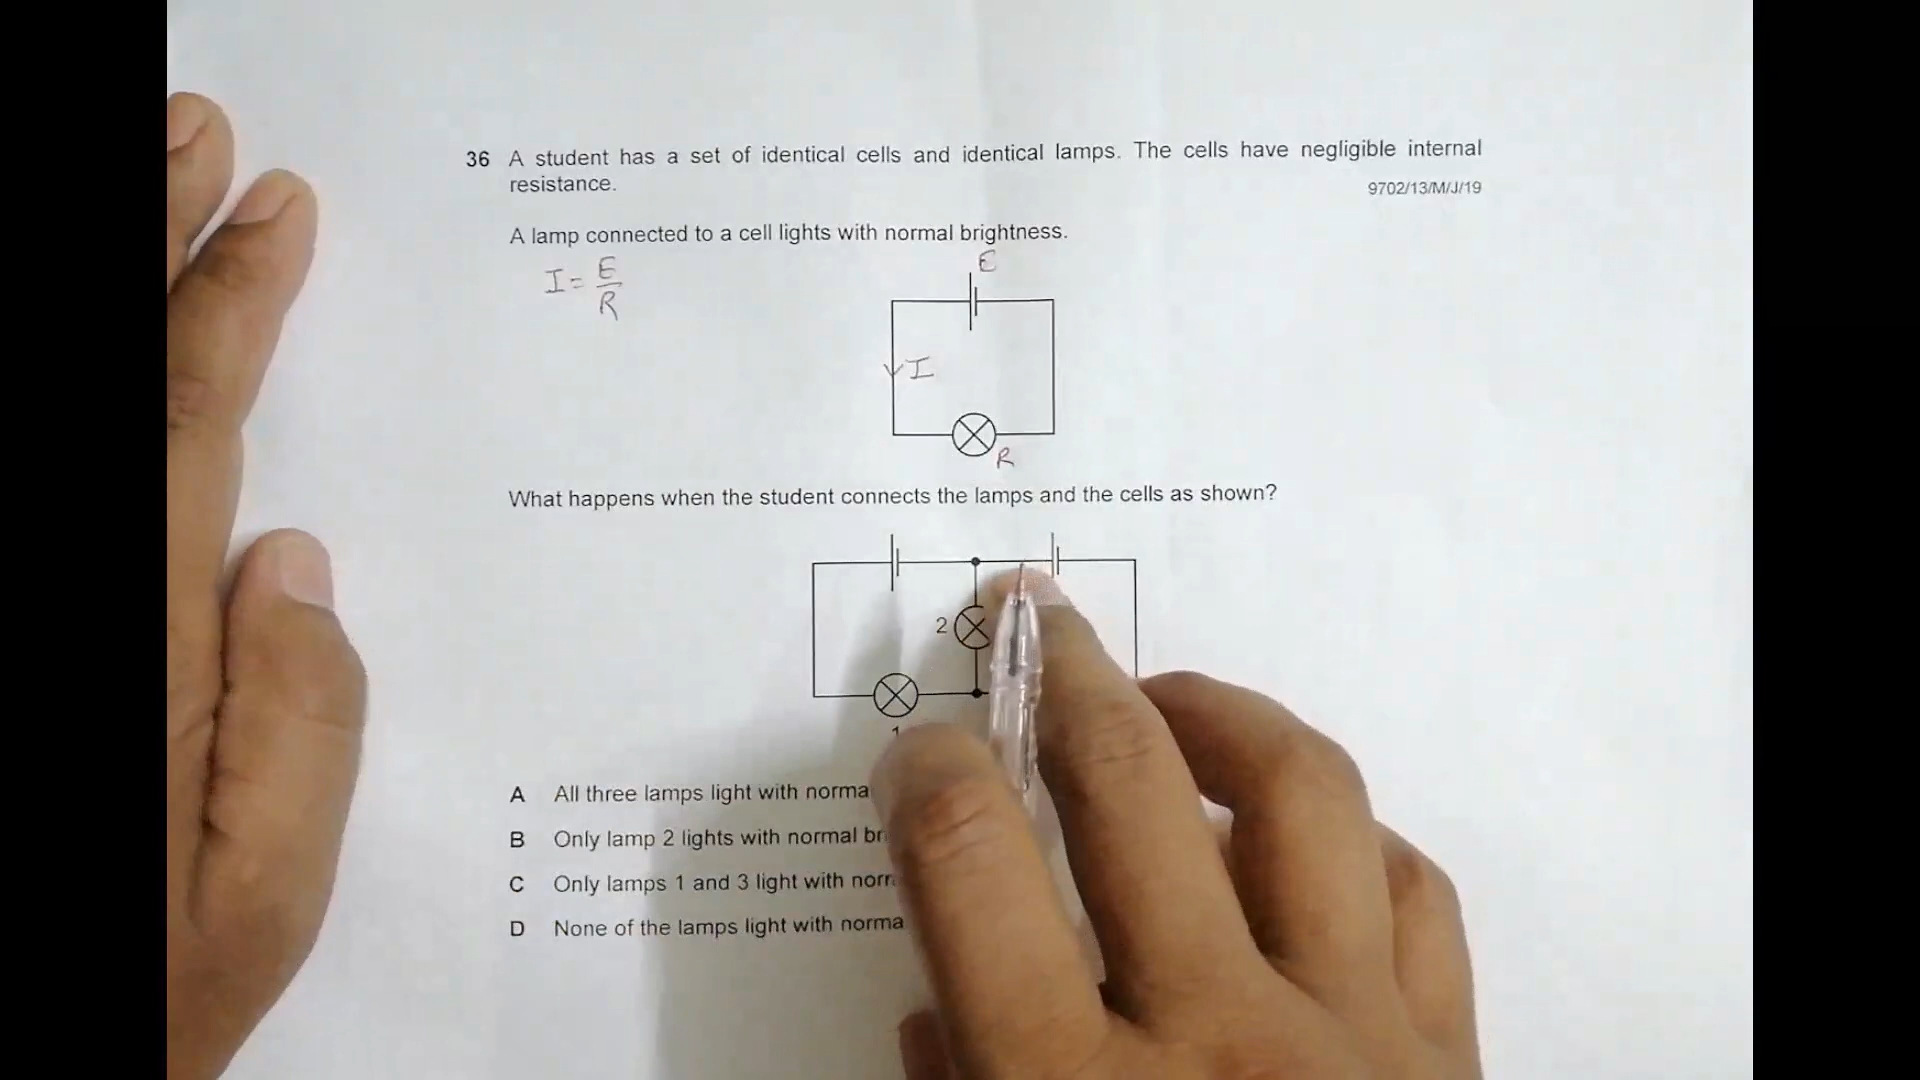 36 A student has a set of identical cells and identical lamps. The cells have negligible internal
resistance.
9702/13/M/J/19
A lamp connected to a cell lights with normal brightness.
I = E/R
E
I
R
What happens when the student connects the lamps and the cells as shown?
2
1
A All three lamps light with norma
B Only lamp 2 lights with normal br
C Only lamps 1 and 3 light with norr
D None of the lamps light with norma